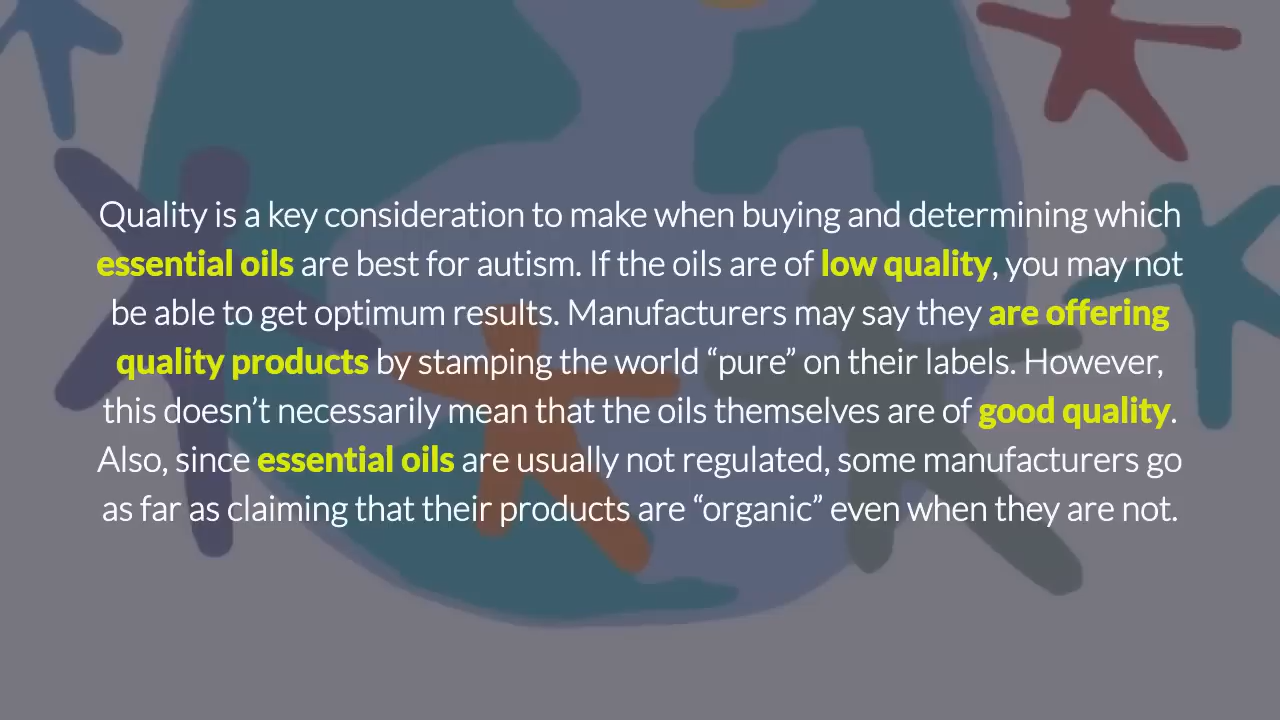 Quality is a key consideration to make when buying and determining which
essential oils are best for autism. If the oils are of low quality, you may not
be able to get optimum results. Manufacturers may say they are offering
quality products by stamping the world “pure” on their labels. However,
this doesn’t necessarily mean that the oils themselves are of good quality.
Also, since essential oils are usually not regulated, some manufacturers go
as far as claiming that their products are “organic” even when they are not.